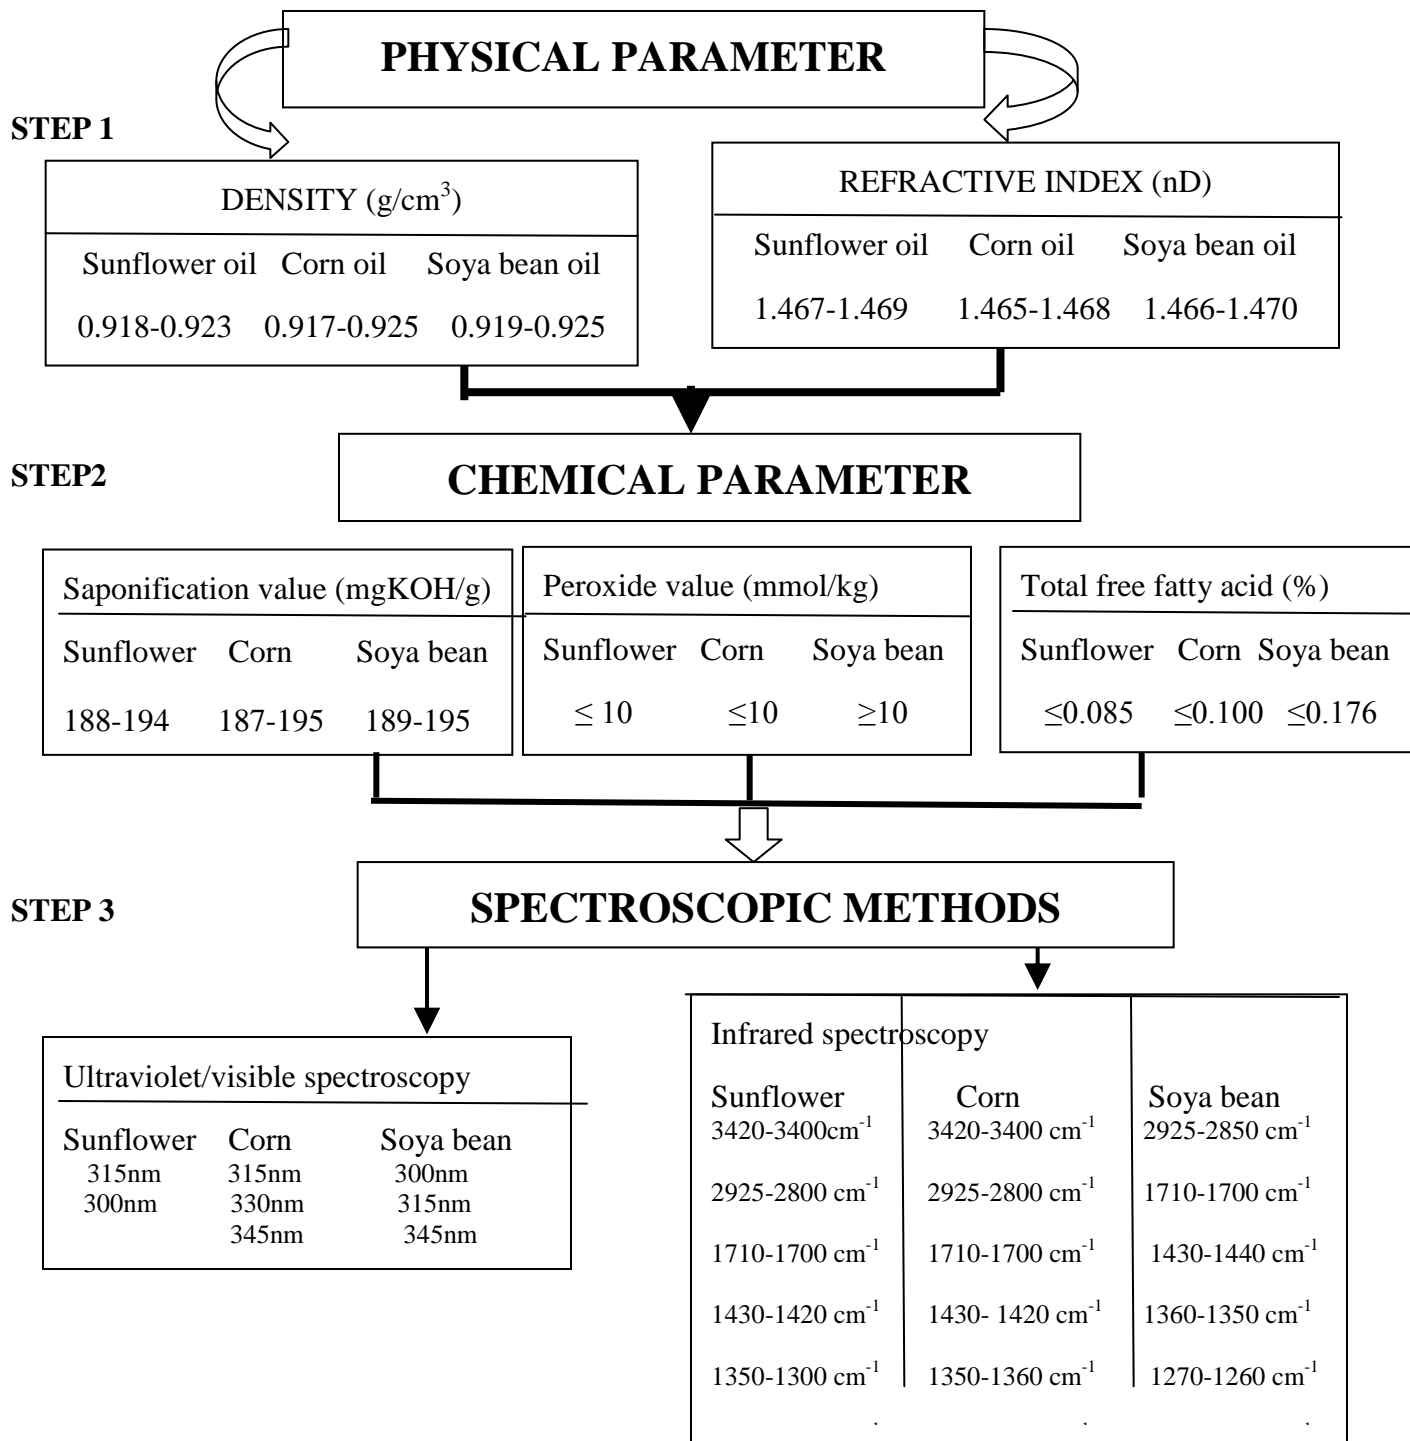 PHYSICAL PARAMETER
STEP 1
DENSITY (g/cm³)
Sunflower oil Corn oil Soya bean oil
0.918-0.923 0.917-0.925 0.919-0.925
REFRACTIVE INDEX (nD)
Sunflower oil Corn oil Soya bean oil
1.467-1.469 1.465-1.468 1.466-1.470
STEP2
CHEMICAL PARAMETER
Saponification value (mgKOH/g)
Sunflower Corn Soya bean
188-194 187-195 189-195
Peroxide value (mmol/kg)
Sunflower Corn Soya bean
≤ 10 ≤10 ≥10
Total free fatty acid (%)
Sunflower Corn Soya bean
≤0.085 ≤0.100 ≤0.176
STEP 3
SPECTROSCOPIC METHODS
Ultraviolet/visible spectroscopy
Sunflower Corn Soya bean
315nm 315nm 300nm
300nm 330nm 315nm
345nm 345nm
Infrared spectroscopy
Sunflower Corn Soya bean
3420-3400cm⁻¹ 3420-3400 cm⁻¹ 2925-2850 cm⁻¹
2925-2800 cm⁻¹ 2925-2800 cm⁻¹ 1710-1700 cm⁻¹
1710-1700 cm⁻¹ 1710-1700 cm⁻¹ 1430-1440 cm⁻¹
1430-1420 cm⁻¹ 1430- 1420 cm⁻¹ 1360-1350 cm⁻¹
1350-1300 cm⁻¹ 1350-1360 cm⁻¹ 1270-1260 cm⁻¹